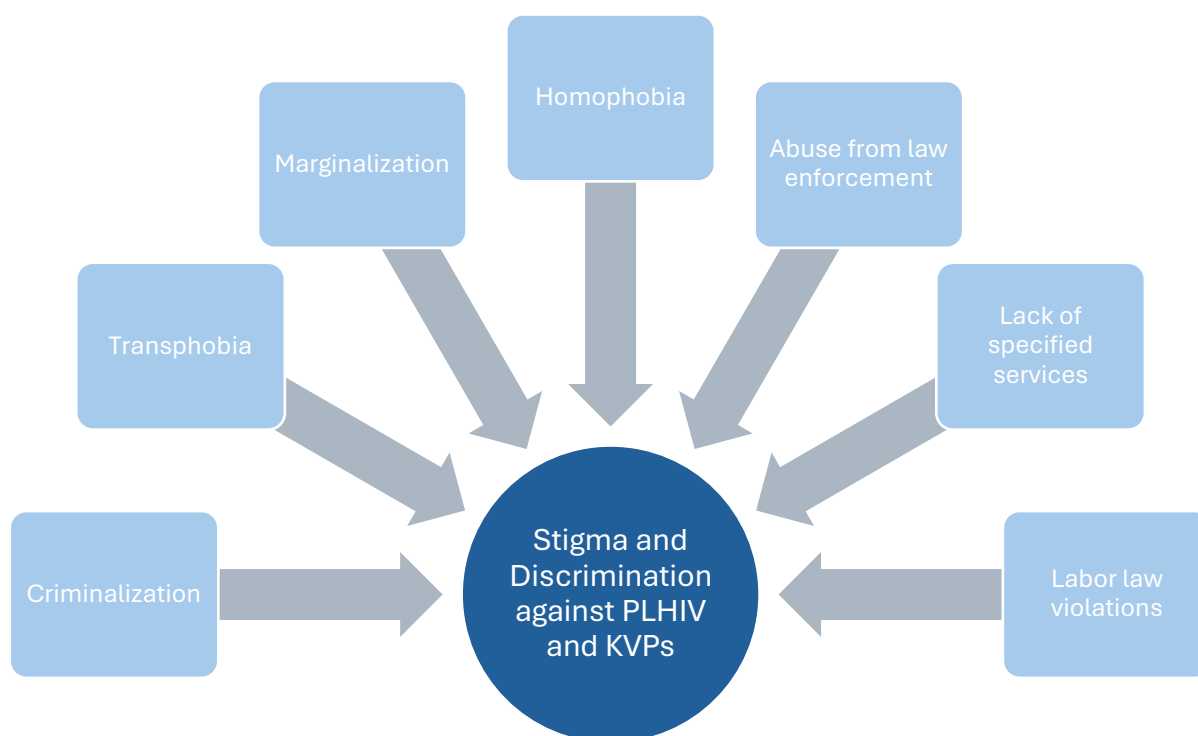 Homophobia
Marginalization
Abuse from law
enforcement
Transphobia
Lack of
specified
services
Criminalization
Stigma and
Discrimination
against PLHIV
and KVPs
Labor law
violations